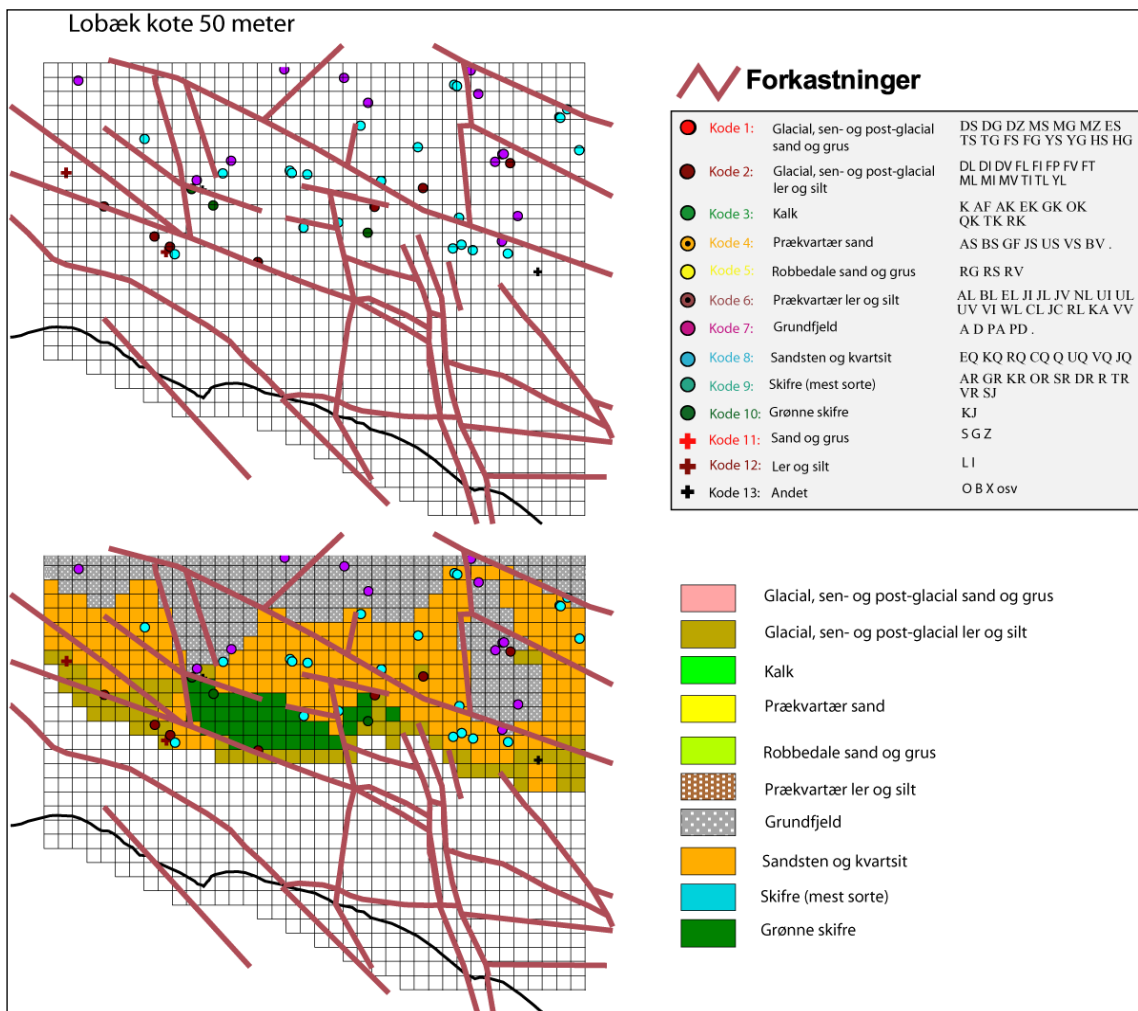 Lobæk kote 50 meter
Forkastninger
Kode 1: Glacial, sen- og post-glacial sand og grus DS DG DZ MS MG MZ ES
TS TG FS FG YS YG HS HG
Kode 2: Glacial, sen- og post-glacial ler og silt DL DI DV FL FI FP FV FT
ML MI MV TI TL YL
Kode 3: Kalk K AF AK EK GK OK
QK TK RK
Kode 4: Prækvartær sand AS BS GF JS US VS BV .
Kode 5: Robbedale sand og grus RG RS RV
Kode 6: Prækvartær ler og silt AL BL EL JI JL JV NL UI UL
UV VI WL CL JC RL KA VV
Kode 7: Grundfjeld A D PA PD .
Kode 8: Sandsten og kvartsit EQ KQ RQ CQ Q UQ VQ JQ
Kode 9: Skifre (mest sorte) AR GR KR OR SR DR R TR
VR SJ
Kode 10: Grønne skifre KJ
Kode 11: Sand og grus S G Z
Kode 12: Ler og silt L I
Kode 13: Andet O B X osv
Glacial, sen- og post-glacial sand og grus
Glacial, sen- og post-glacial ler og silt
Kalk
Prækvartær sand
Robbedale sand og grus
Prækvartær ler og silt
Grundfjeld
Sandsten og kvartsit
Skifre (mest sorte)
Grønne skifre